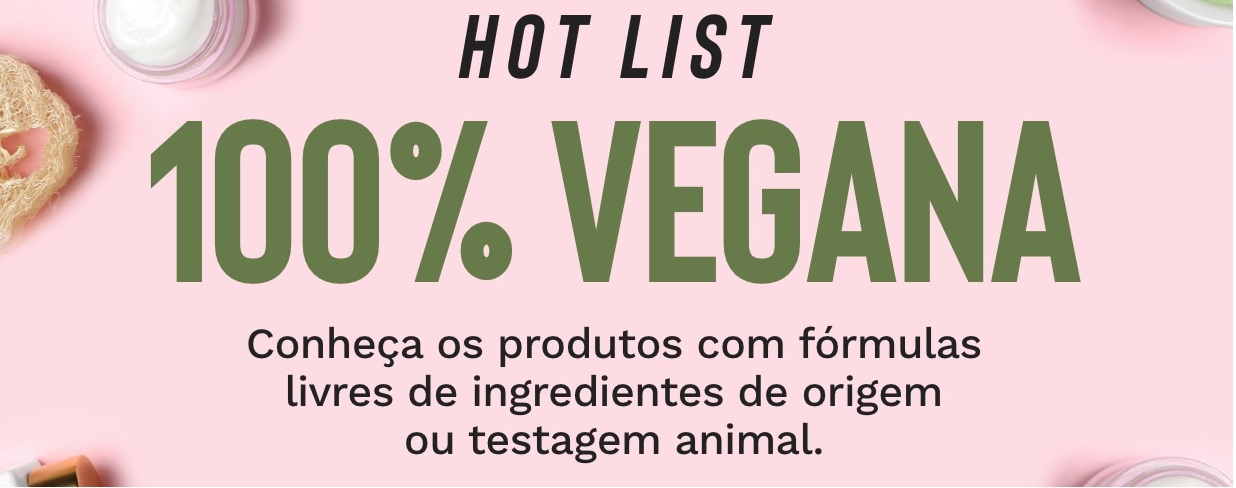 HOT LIST
100% VEGANA
Conheça os produtos com fórmulas
livres de ingredientes de origem
ou testagem animal.